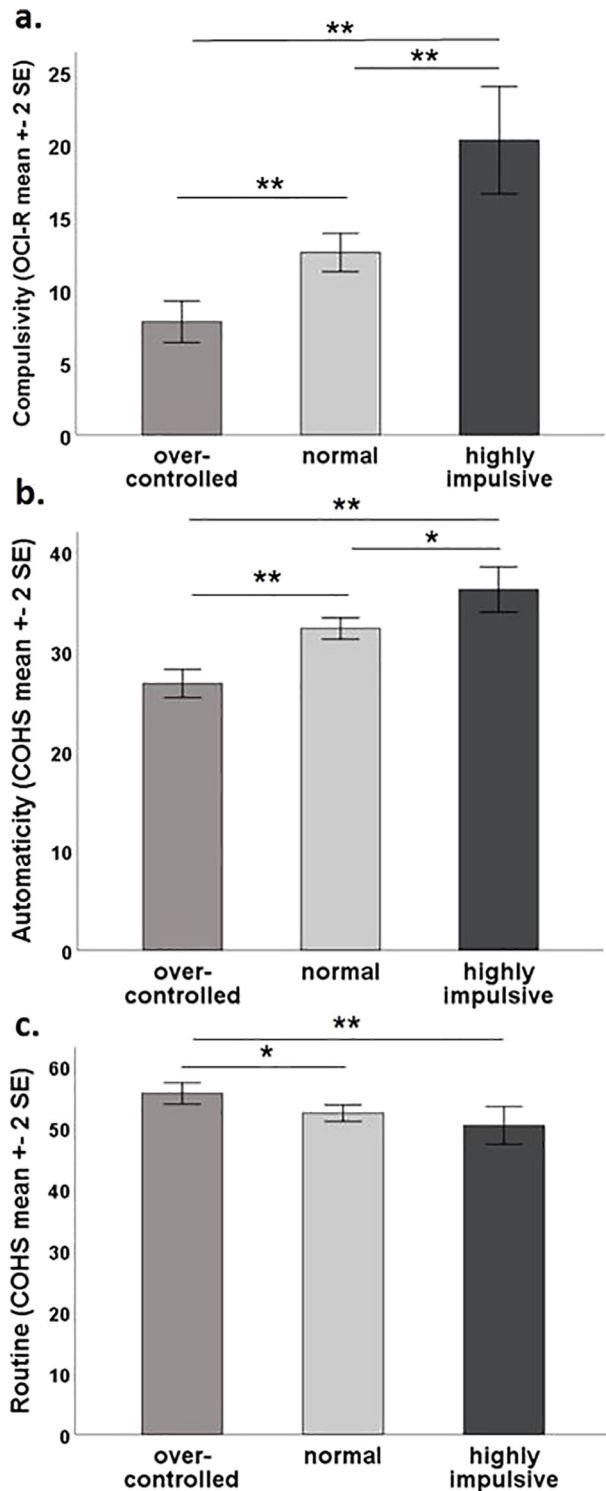 a.
**
**
**
Compulsivity (OCI-R mean +- 2 SE)
25
20
15
10
5
0
over-
controlled
normal
highly
impulsive
b.
**
*
**
Automaticity (COHS mean +- 2 SE)
40
30
20
10
0
over-
controlled
normal
highly
impulsive
c.
**
*
Routine (COHS mean +- 2 SE)
60
50
40
30
20
10
0
over-
controlled
normal
highly
impulsive